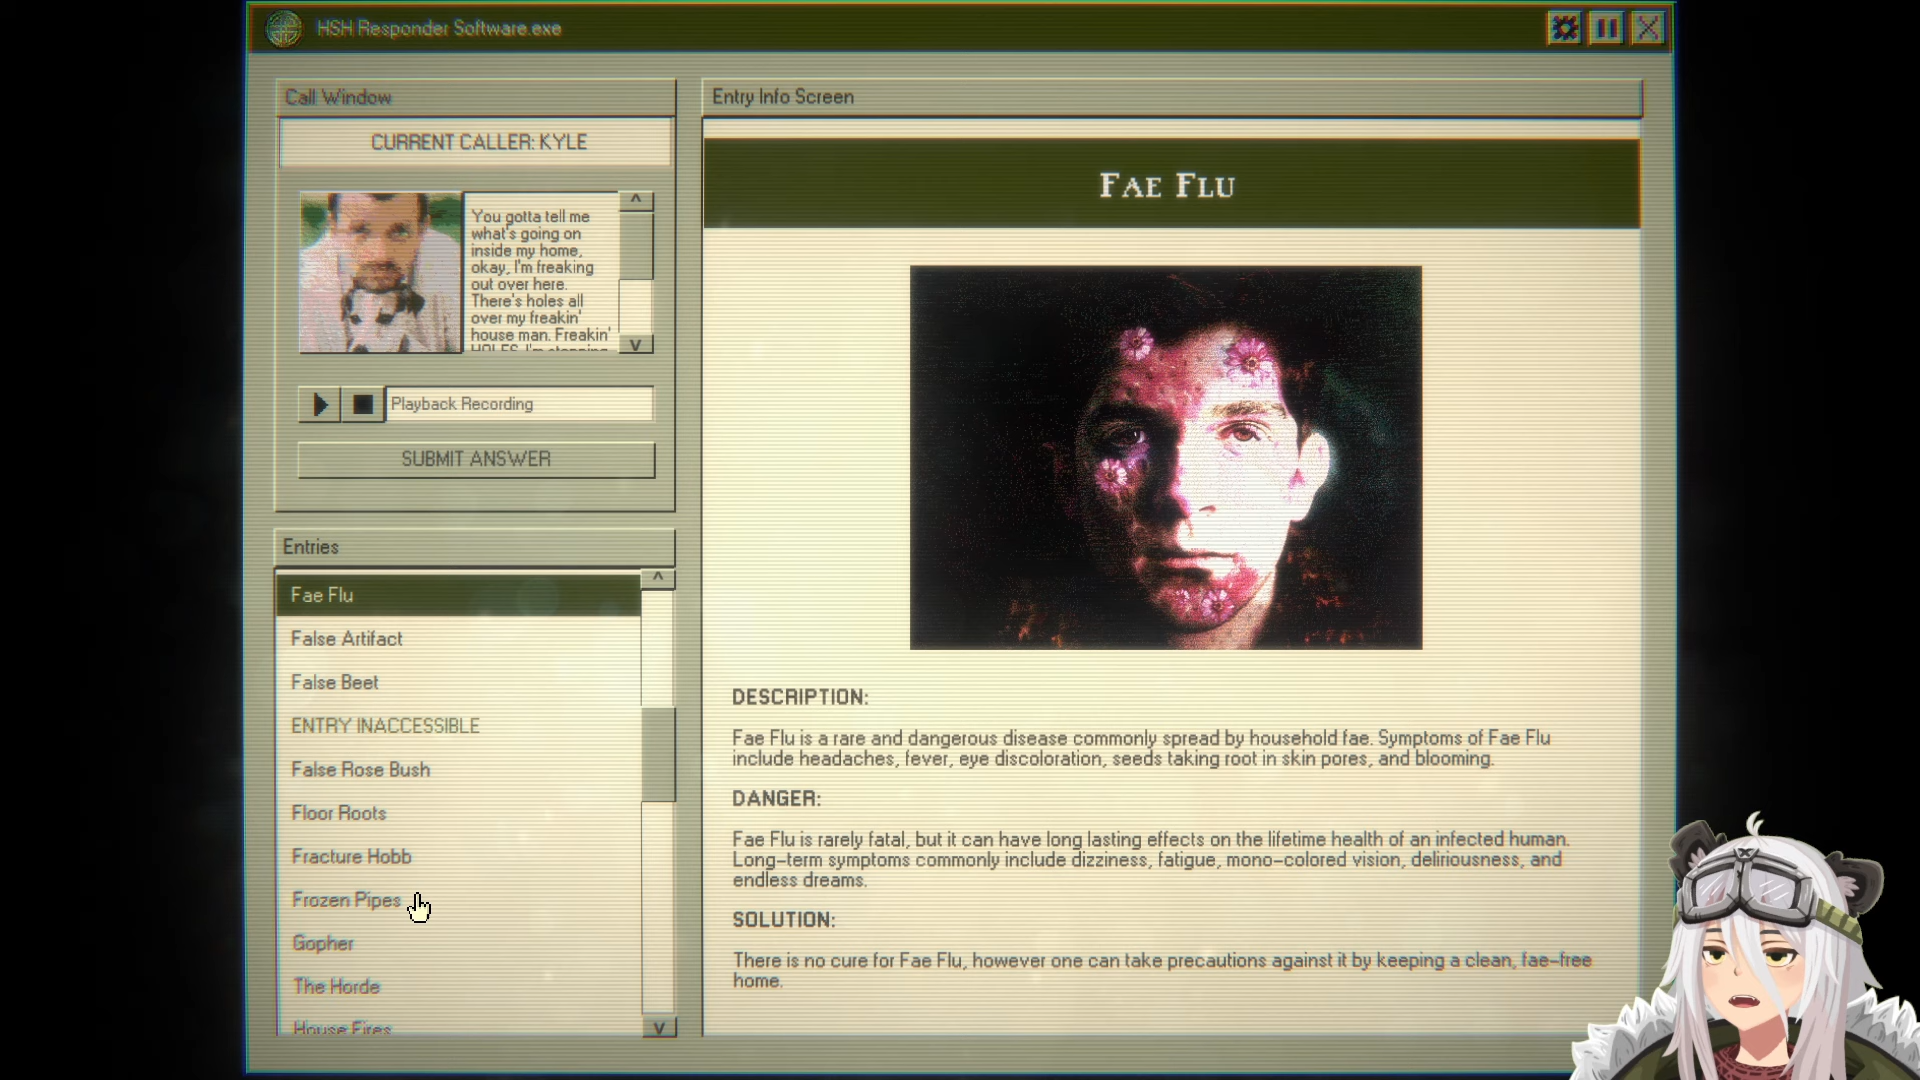 HSH Responder Software.exe
Call Window
CURRENT CALLER: KYLE
You gotta tell me
what's going on
inside my home,
okay, I'm freaking
out over here.
There's holes all
over my freakin'
house man. Freakin'
HOLES. I'm stepping
Playback Recording
SUBMIT ANSWER
Entries
Fae Flu
False Artifact
False Beet
ENTRY INACCESSIBLE
False Rose Bush
Floor Roots
Fracture Hobb
Frozen Pipes
Gopher
The Horde
House Fires
Entry Info Screen
FAE FLU
DESCRIPTION:
Fae Flu is a rare and dangerous disease commonly spread by household fae. Symptoms of Fae Flu
include headaches, fever, eye discoloration, seeds taking root in skin pores, and blooming.
DANGER:
Fae Flu is rarely fatal, but it can have long lasting effects on the lifetime health of an infected human.
Long-term symptoms commonly include dizziness, fatigue, mono-colored vision, deliriousness, and
endless dreams.
SOLUTION:
There is no cure for Fae Flu, however one can take precautions against it by keeping a clean, fae-free
home.